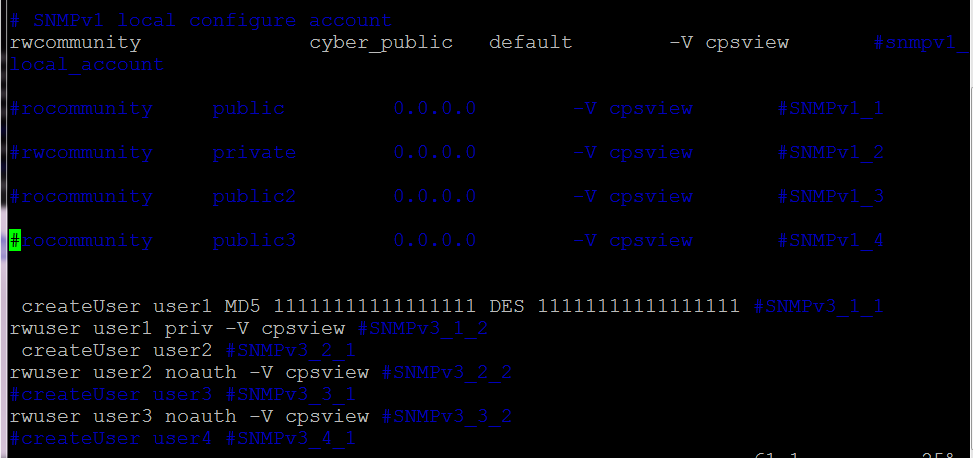 # SNMPv1 local configure account
rwcommunity cyber_public default -V cpsview #snmpv1_
local_account
#rocommunity public 0.0.0.0 -V cpsview #SNMPv1_1
#rwcommunity private 0.0.0.0 -V cpsview #SNMPv1_2
#rocommunity public2 0.0.0.0 -V cpsview #SNMPv1_3
#rocommunity public3 0.0.0.0 -V cpsview #SNMPv1_4
createUser user1 MD5 11111111111111111 DES 11111111111111111 #SNMPv3_1_1
rwuser user1 priv -V cpsview #SNMPv3_1_2
createUser user2 #SNMPv3_2_1
rwuser user2 noauth -V cpsview #SNMPv3_2_2
#createUser user3 #SNMPv3_3_1
rwuser user3 noauth -V cpsview #SNMPv3_3_2
#createUser user4 #SNMPv3_4_1